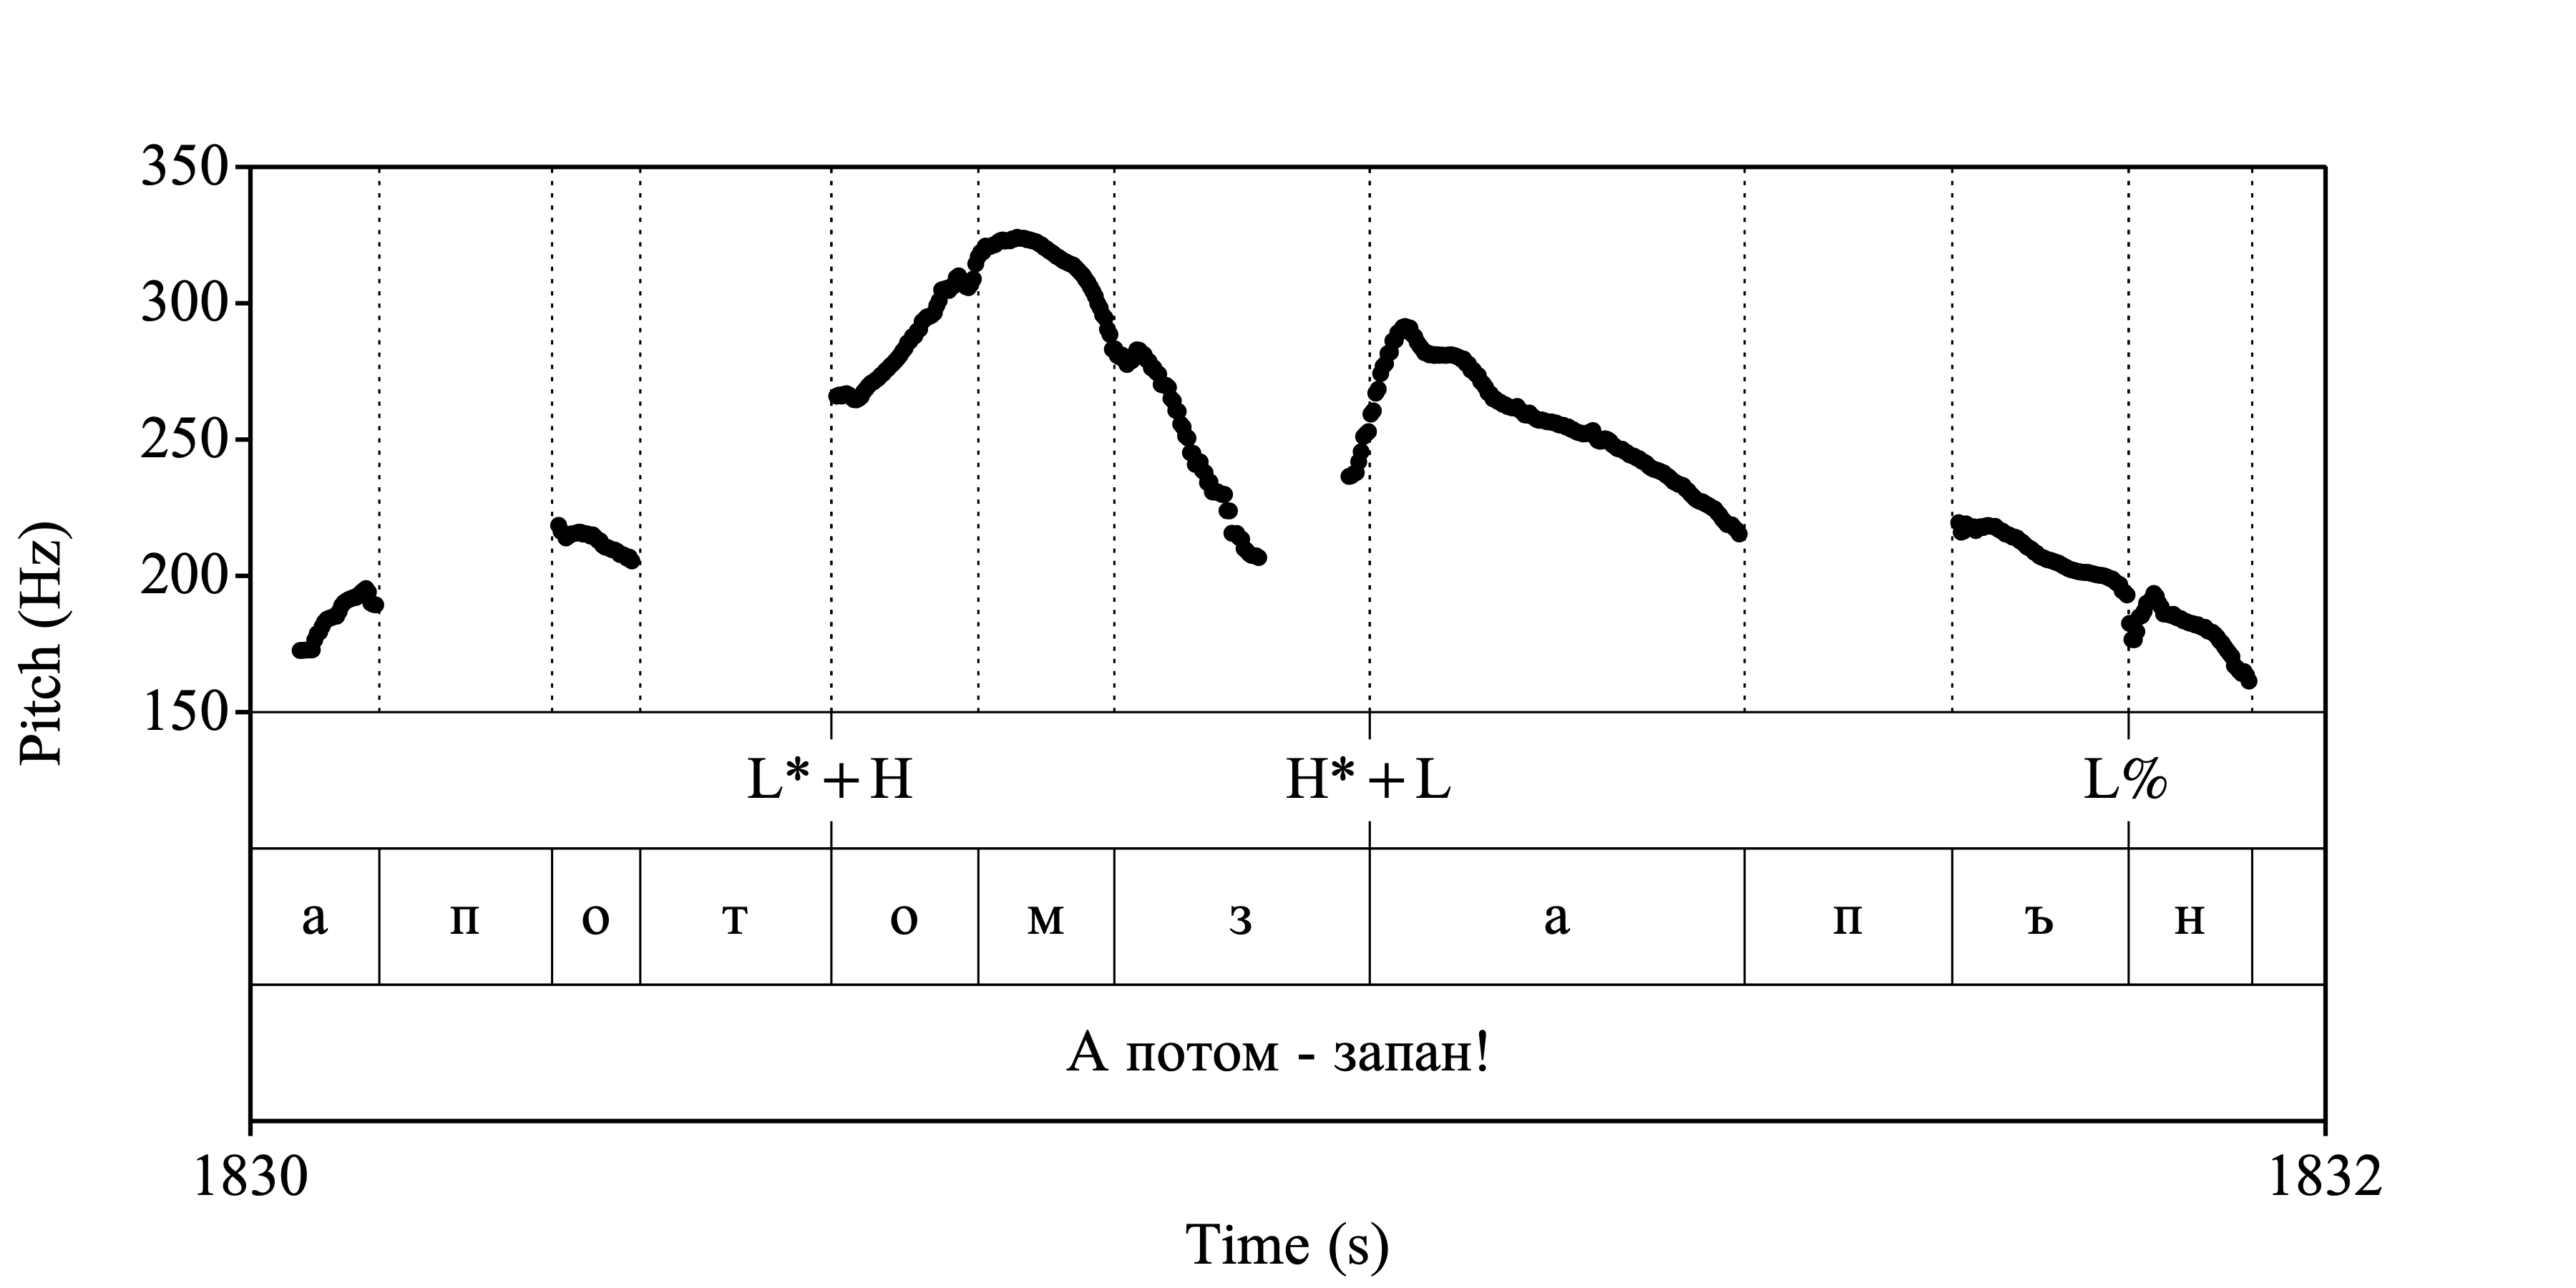 350
300
250
200
150
Pitch (Hz)
L*+H H*+L L%
а п о т о м з а п ъ н
А потом - запан!
1830 1832
Time (s)